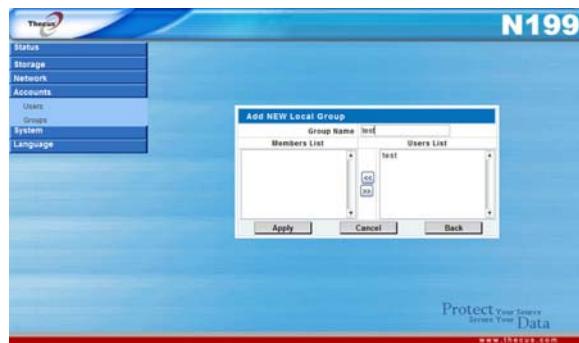 Thecus
N199
Status
Storage
Network
Accounts
Users
Groups
System
Language
Add NEW Local Group
Group Name test
Members List
Users List
test
<<
>>
Apply
Cancel
Back
Protect Your Source
Secure Your Data
www.thecus.com